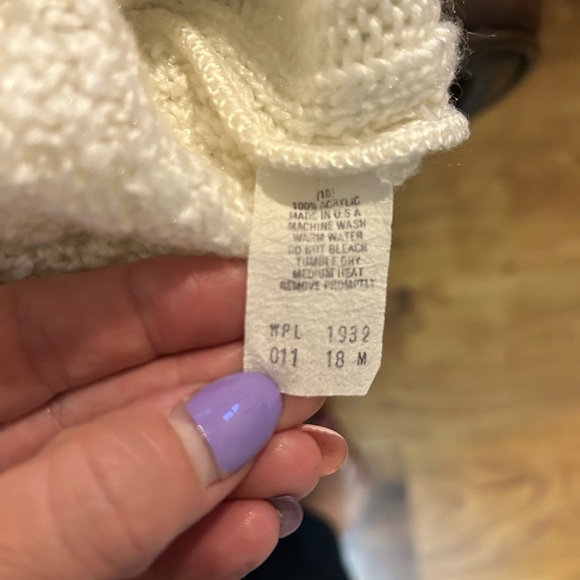 (18)
100% ACRYLIC
MADE IN U S A
MACHINE WASH
WARM WATER
DO NOT BLEACH
TUMBLE DRY
MEDIUM HEAT
REMOVE PROMPTLY
WPL 1932
011 18 M